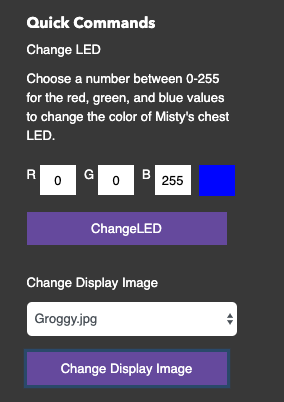 Quick Commands
Change LED
Choose a number between 0-255
for the red, green, and blue values
to change the color of Misty's chest
LED.
R 0 G 0 B 255
ChangeLED
Change Display Image
Groggy.jpg
Change Display Image